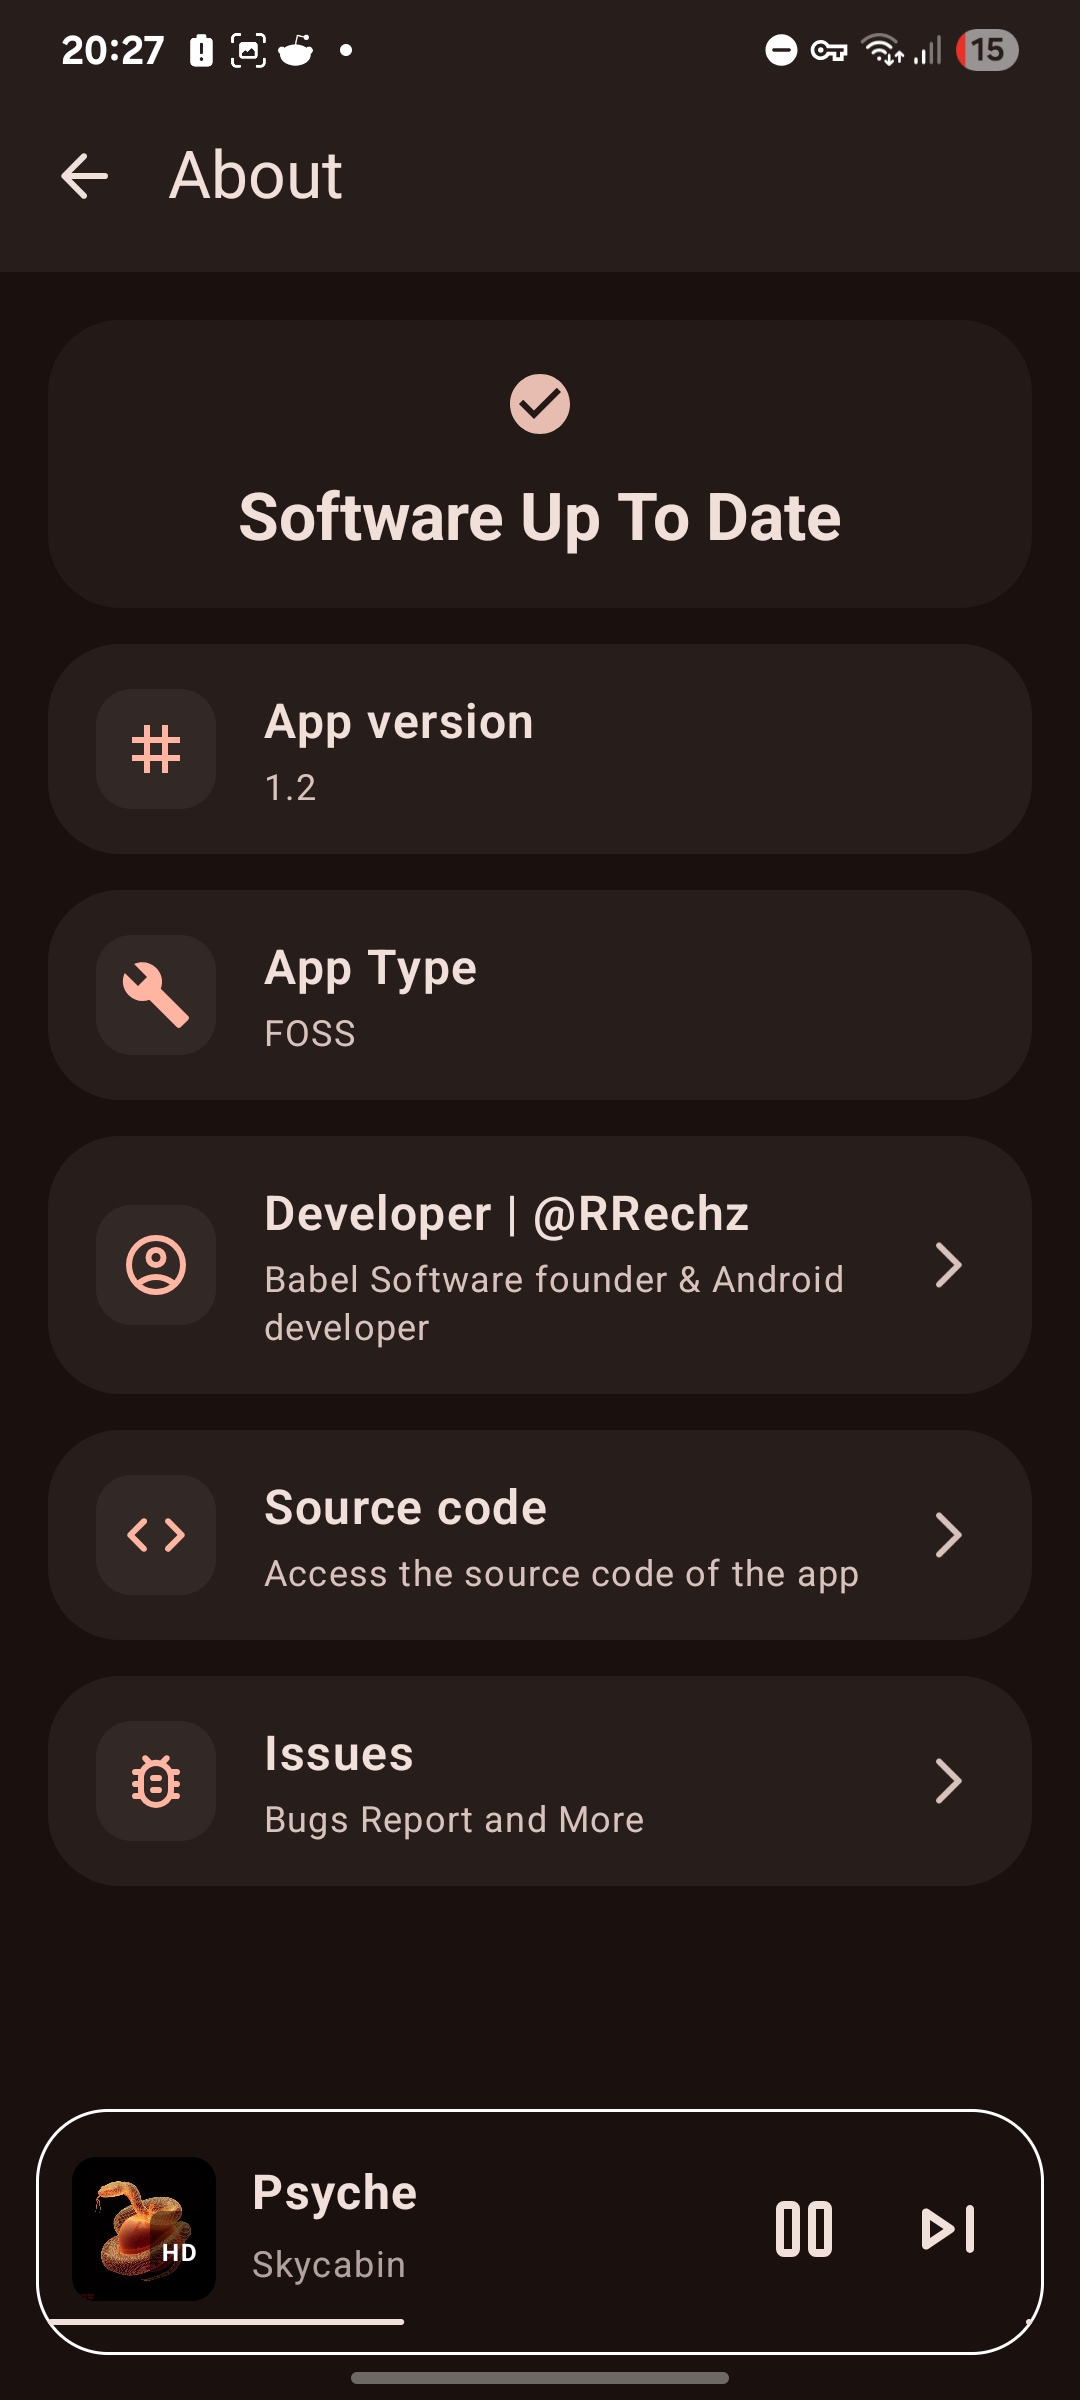 20:27
15
About
Software Up To Date
App version
1.2
App Type
FOSS
Developer | @RRechz
Babel Software founder & Android
developer
Source code
Access the source code of the app
Issues
Bugs Report and More
Psyche
HD
Skycabin